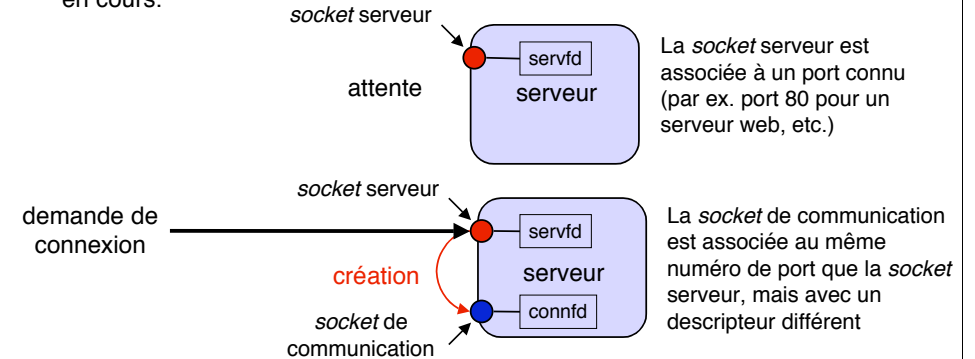 en cours.
socket serveur
servfd
attente
serveur
La socket serveur est
associée à un port connu
(par ex. port 80 pour un
serveur web, etc.)
socket serveur
demande de
connexion
servfd
création
serveur
connfd
socket de
communication
La socket de communication
est associée au même
numéro de port que la socket
serveur, mais avec un
descripteur différent